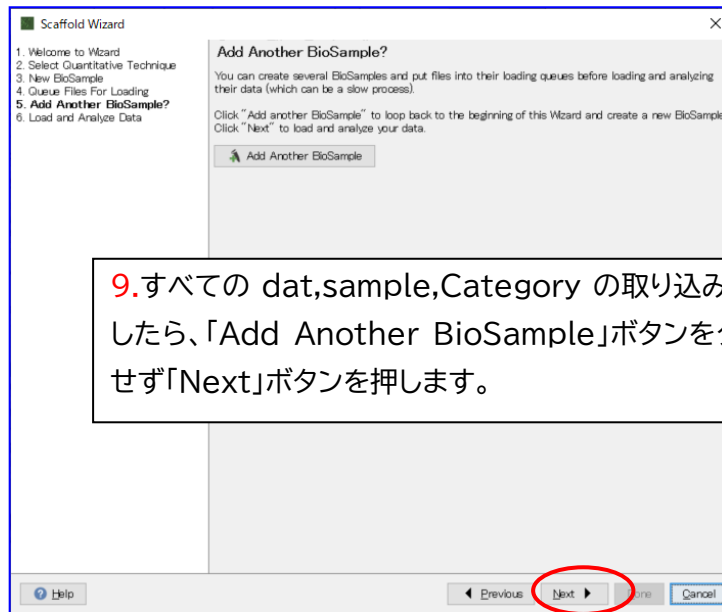 Scaffold Wizard
1. Welcome to Wizard
2. Select Quantitative Technique
3. New BioSample
4. Queue Files For Loading
5. Add Another BioSample?
6. Load and Analyze Data
Add Another BioSample?
You can create several BioSamples and put files into their loading queues before loading and analyzing
their data (which can be a slow process).
Click "Add another BioSample" to loop back to the beginning of this Wizard and create a new BioSample
Click "Next" to load and analyze your data.
Add Another BioSample
9.すべての dat,sample,Category の取り込み
したら、「Add Another BioSample」ボタンを
せず「Next」ボタンを押します。
Help
Previous
Next
Cancel